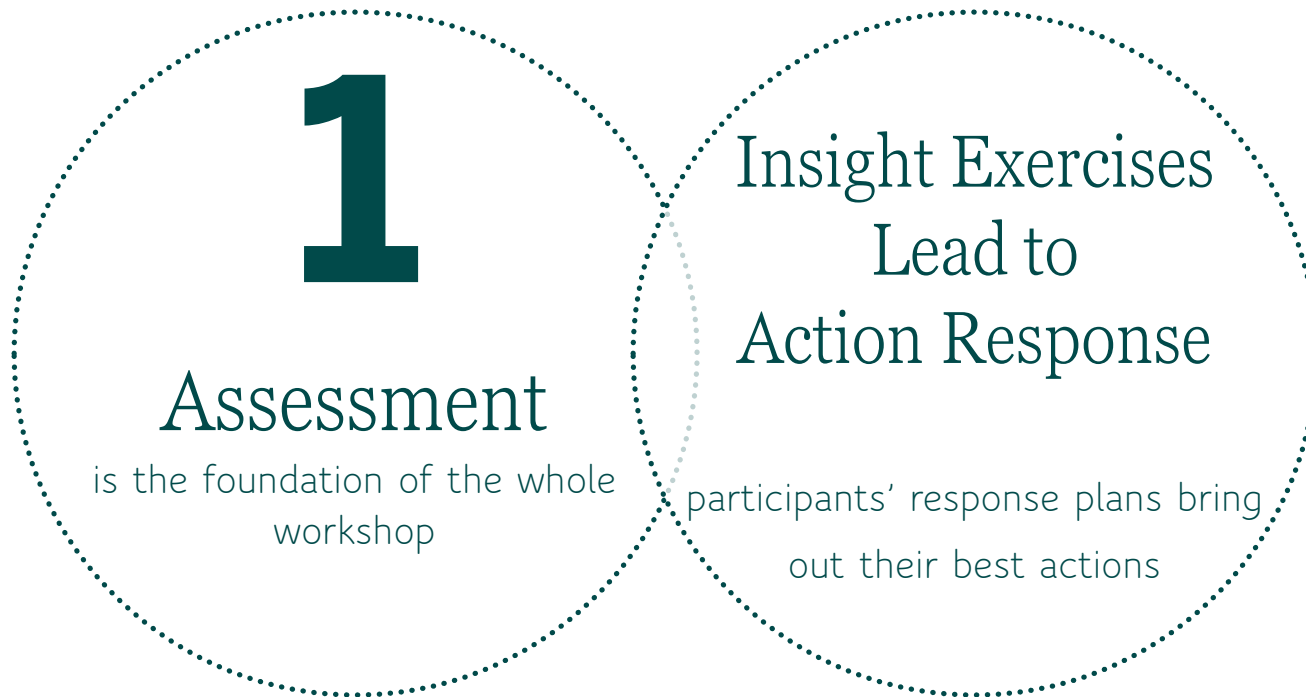 1
Assessment
is the foundation of the whole
workshop
Insight Exercises
Lead to
Action Response
participants’ response plans bring
out their best actions